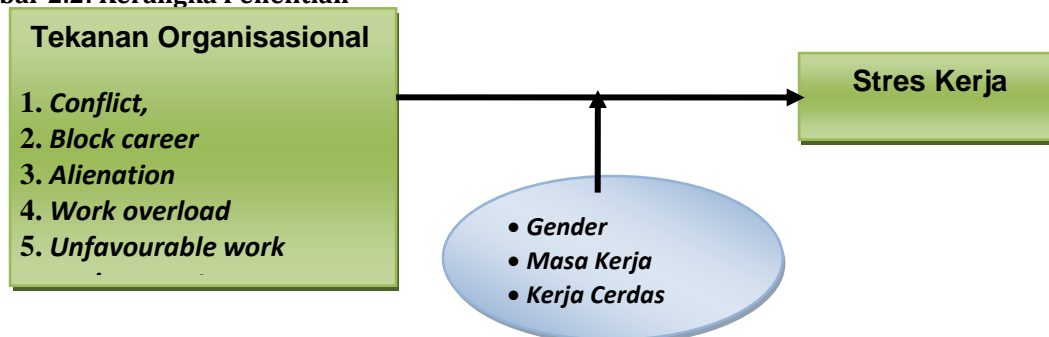 Tekanan Organisasional
1. Conflict,
2. Block career
3. Alienation
4. Work overload
5. Unfavourable work
Stres Kerja
• Gender
• Masa Kerja
• Kerja Cerdas